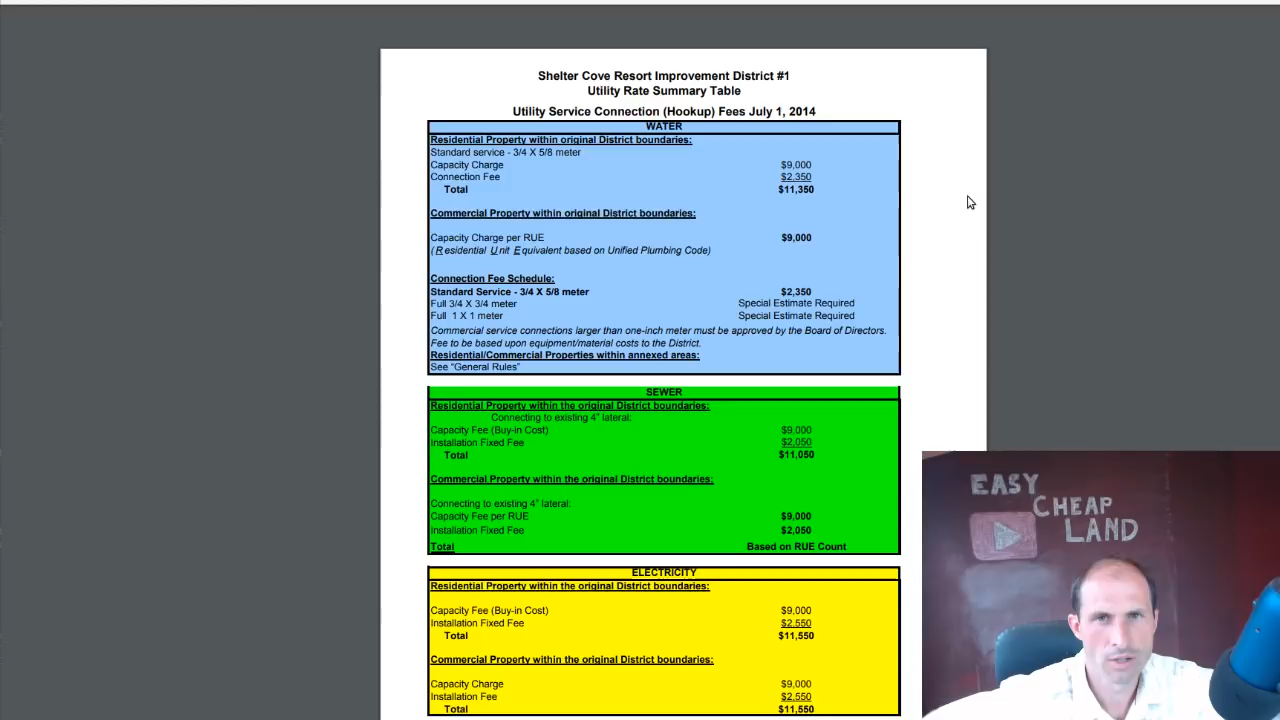 Shelter Cove Resort Improvement District #1
Utility Rate Summary Table
Utility Service Connection (Hookup) Fees July 1, 2014
WATER
Residential Property within original District boundaries:
Standard service - 3/4 X 5/8 meter
Capacity Charge $9,000
Connection Fee $2,350
Total $11,350
Commercial Property within original District boundaries:
Capacity Charge per RUE $9,000
(Residential Unit Equivalent based on Unified Plumbing Code)
Connection Fee Schedule:
Standard Service - 3/4 X 5/8 meter $2,350
Full 3/4 X 3/4 meter Special Estimate Required
Full 1 X 1 meter Special Estimate Required
Commercial service connections larger than one-inch meter must be approved by the Board of Directors.
Fee to be based upon equipment/material costs to the District.
Residential/Commercial Properties within annexed areas:
See "General Rules"
SEWER
Residential Property within the original District boundaries:
Connecting to existing 4" lateral:
Capacity Fee (Buy-in Cost) $9,000
Installation Fixed Fee $2,050
Total $11,050
Commercial Property within the original District boundaries:
Connecting to existing 4" lateral:
Capacity Fee per RUE $9,000
Installation Fixed Fee $2,050
Total Based on RUE Count
ELECTRICITY
Residential Property within the original District boundaries:
Capacity Fee (Buy-in Cost) $9,000
Installation Fixed Fee $2,550
Total $11,550
Commercial Property within the original District boundaries:
Capacity Charge $9,000
Installation Fee $2,550
Total $11,550
EASY
CHEAP
LAND